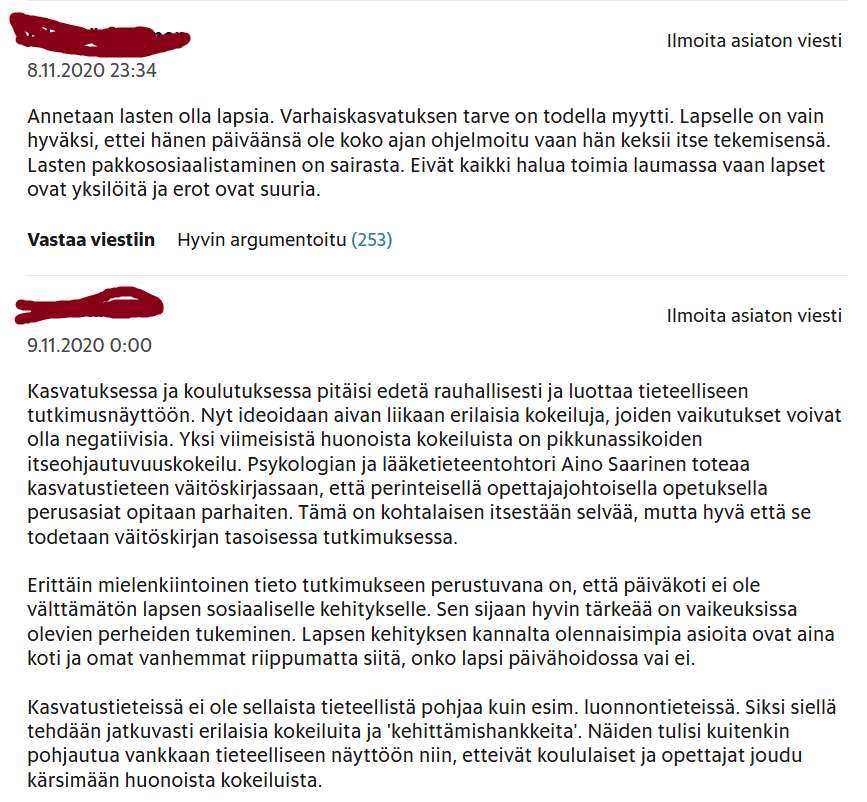 Ilmoita asiaton viesti
8.11.2020 23:34
Annetaan lasten olla lapsia. Varhaiskasvatuksen tarve on todella myytti. Lapselle on vain
hyväksi, ettei hänen päiväänsä ole koko ajan ohjelmoitu vaan hän keksii itse tekemisensä.
Lasten pakkososiaalistaminen on sairasta. Eivät kaikki halua toimia laumassa vaan lapset
ovat yksilöitä ja erot ovat suuria.
Vastaa viestiin Hyvin argumentoitu (253)
Ilmoita asiaton viesti
9.11.2020 0:00
Kasvatuksessa ja koulutuksessa pitäisi edetä rauhallisesti ja luottaa tieteelliseen
tutkimusnäyttöön. Nyt ideoidaan aivan liikaan erilaisia kokeiluja, joiden vaikutukset voivat
olla negatiivisia. Yksi viimeisistä huonoista kokeiluista on pikkunassikoiden
itseohjautuvuuskokeilu. Psykologian ja lääketieteentohtori Aino Saarinen toteaa
kasvatustieteen väitöskirjassaan, että perinteisellä opettajajohtoisella opetuksella
perusasiat opitaan parhaiten. Tämä on kohtalaisen itsestään selvää, mutta hyvä että se
todetaan väitöskirjan tasoisessa tutkimuksessa.
Erittäin mielenkiintoinen tieto tutkimukseen perustuvana on, että päiväkoti ei ole
välttämätön lapsen sosiaaliselle kehitykselle. Sen sijaan hyvin tärkeää on vaikeuksissa
olevien perheiden tukeminen. Lapsen kehityksen kannalta olennaisimpia asioita ovat aina
koti ja omat vanhemmat riippumatta siitä, onko lapsi päivähoidossa vai ei.
Kasvatustieteissä ei ole sellaista tieteellistä pohjaa kuin esim. luonnontieteissä. Siksi siellä
tehdään jatkuvasti erilaisia kokeiluita ja 'kehittämishankkeita'. Näiden tulisi kuitenkin
pohjautua vankkaan tieteelliseen näyttöön niin, etteivät koululaiset ja opettajat joudu
kärsimään huonoista kokeiluista.